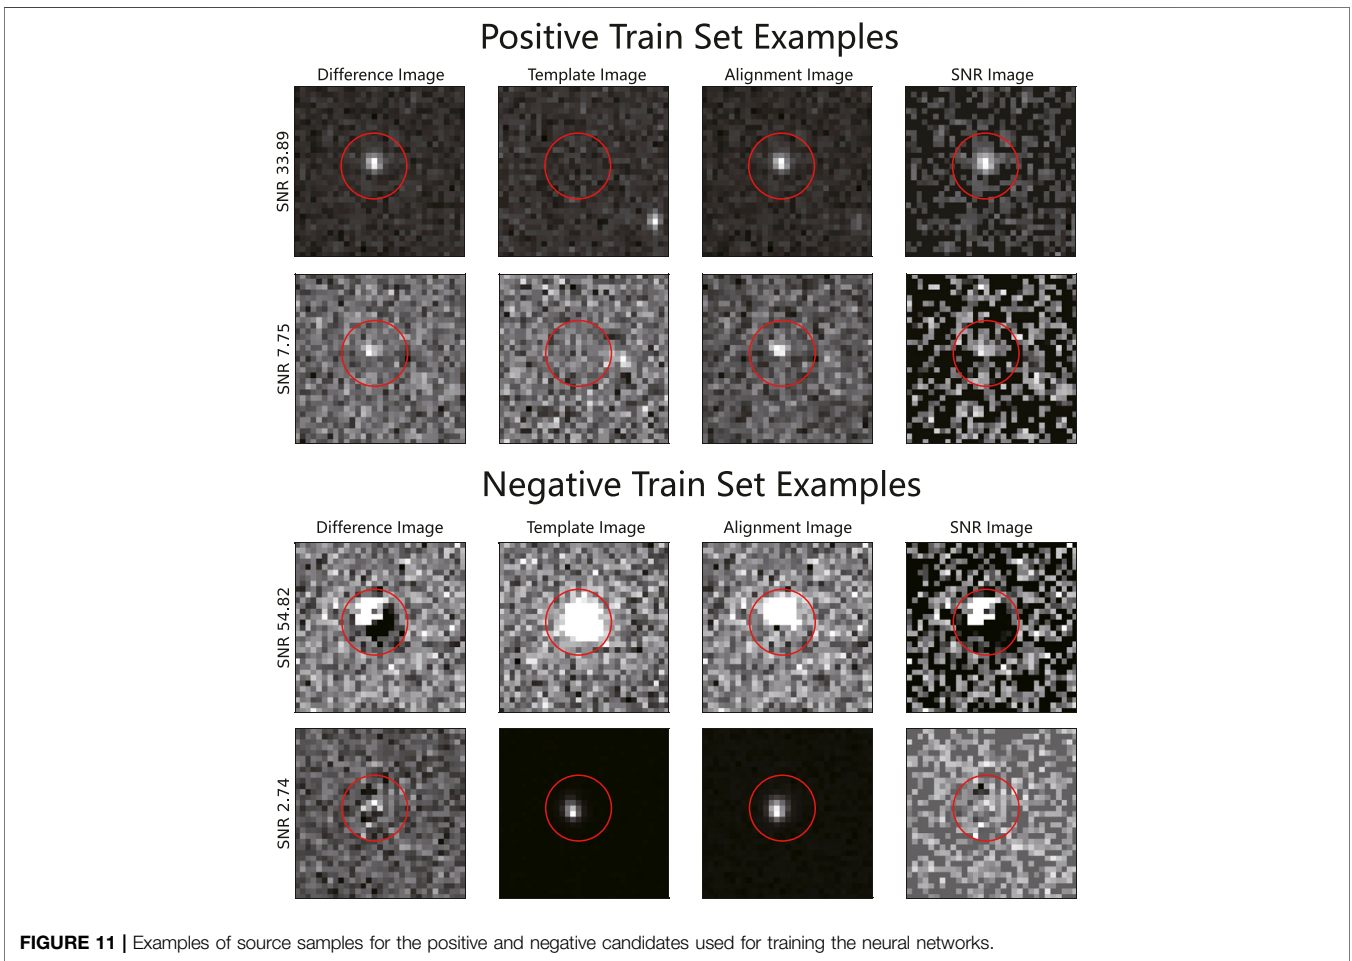 Positive Train Set Examples
Difference Image Template Image Alignment Image SNR Image
SNR 33.89
SNR 7.75
Negative Train Set Examples
Difference Image Template Image Alignment Image SNR Image
SNR 54.82
SNR 2.74
FIGURE 11 | Examples of source samples for the positive and negative candidates used for training the neural networks.